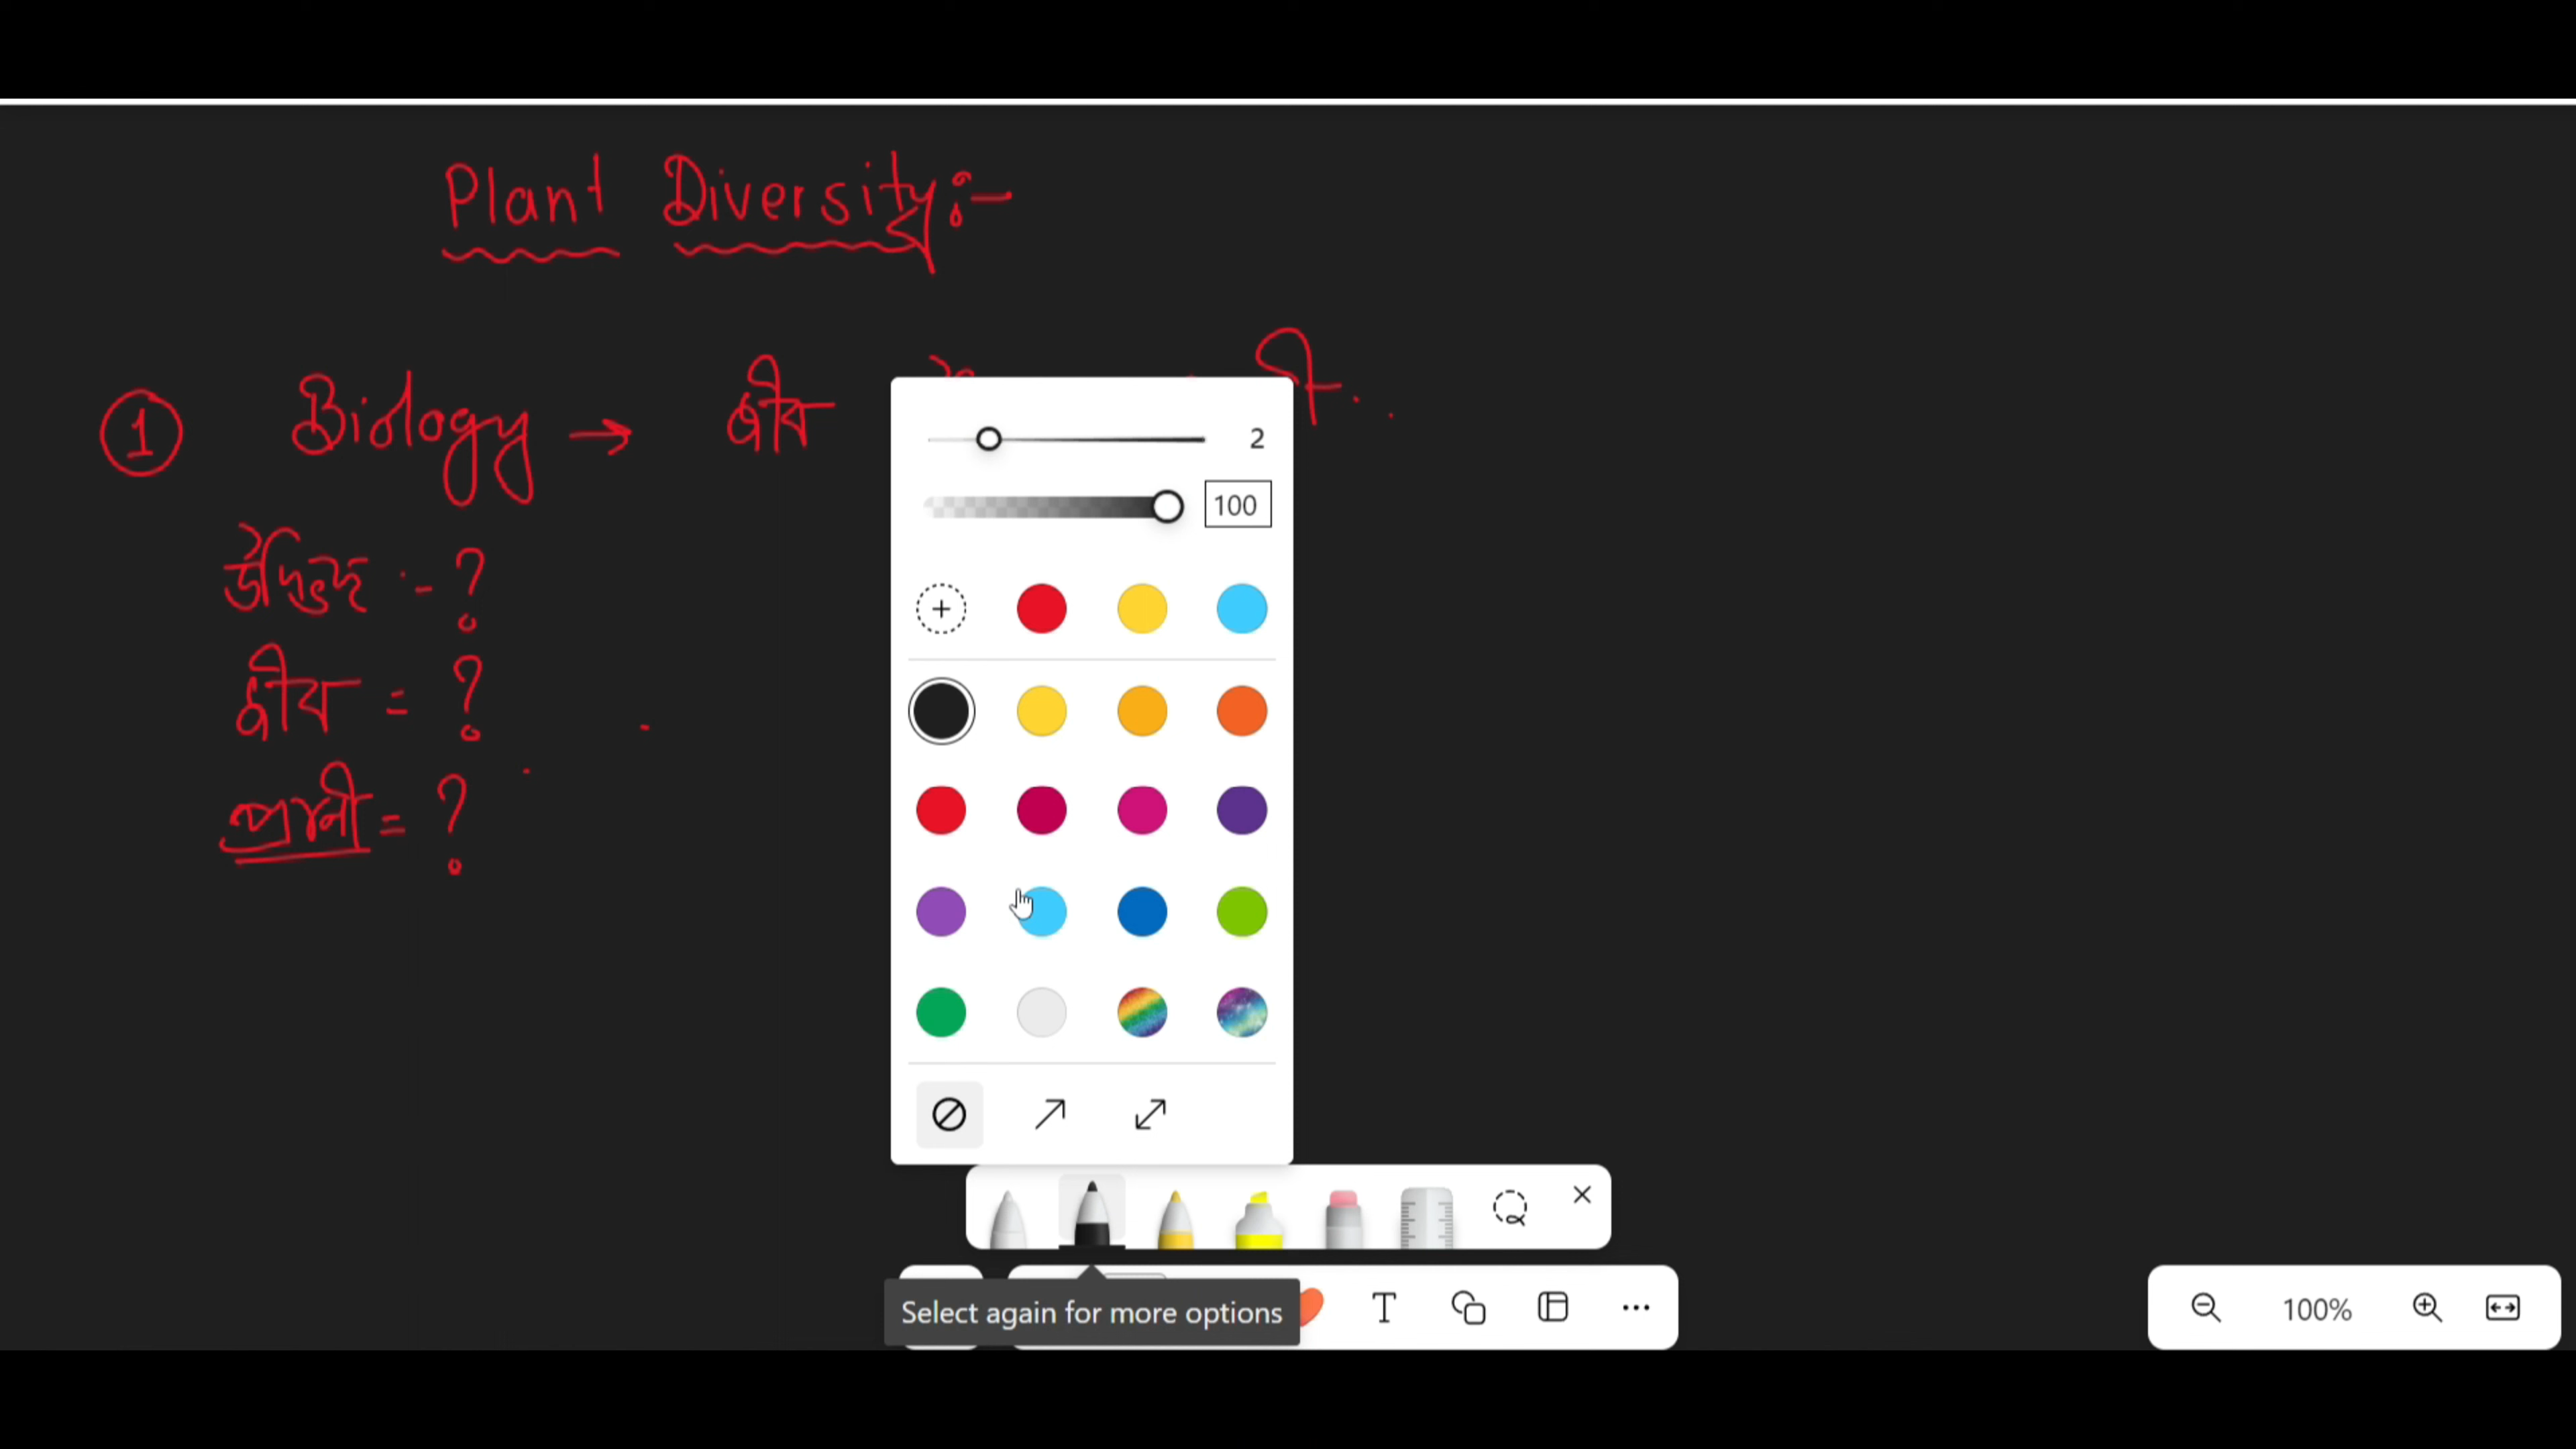 Plant Diversity:-
① Biology → জীব
উদ্ভিদ :- ?
জীব = ?
প্রাণী = ?
2
100
Select again for more options
100%